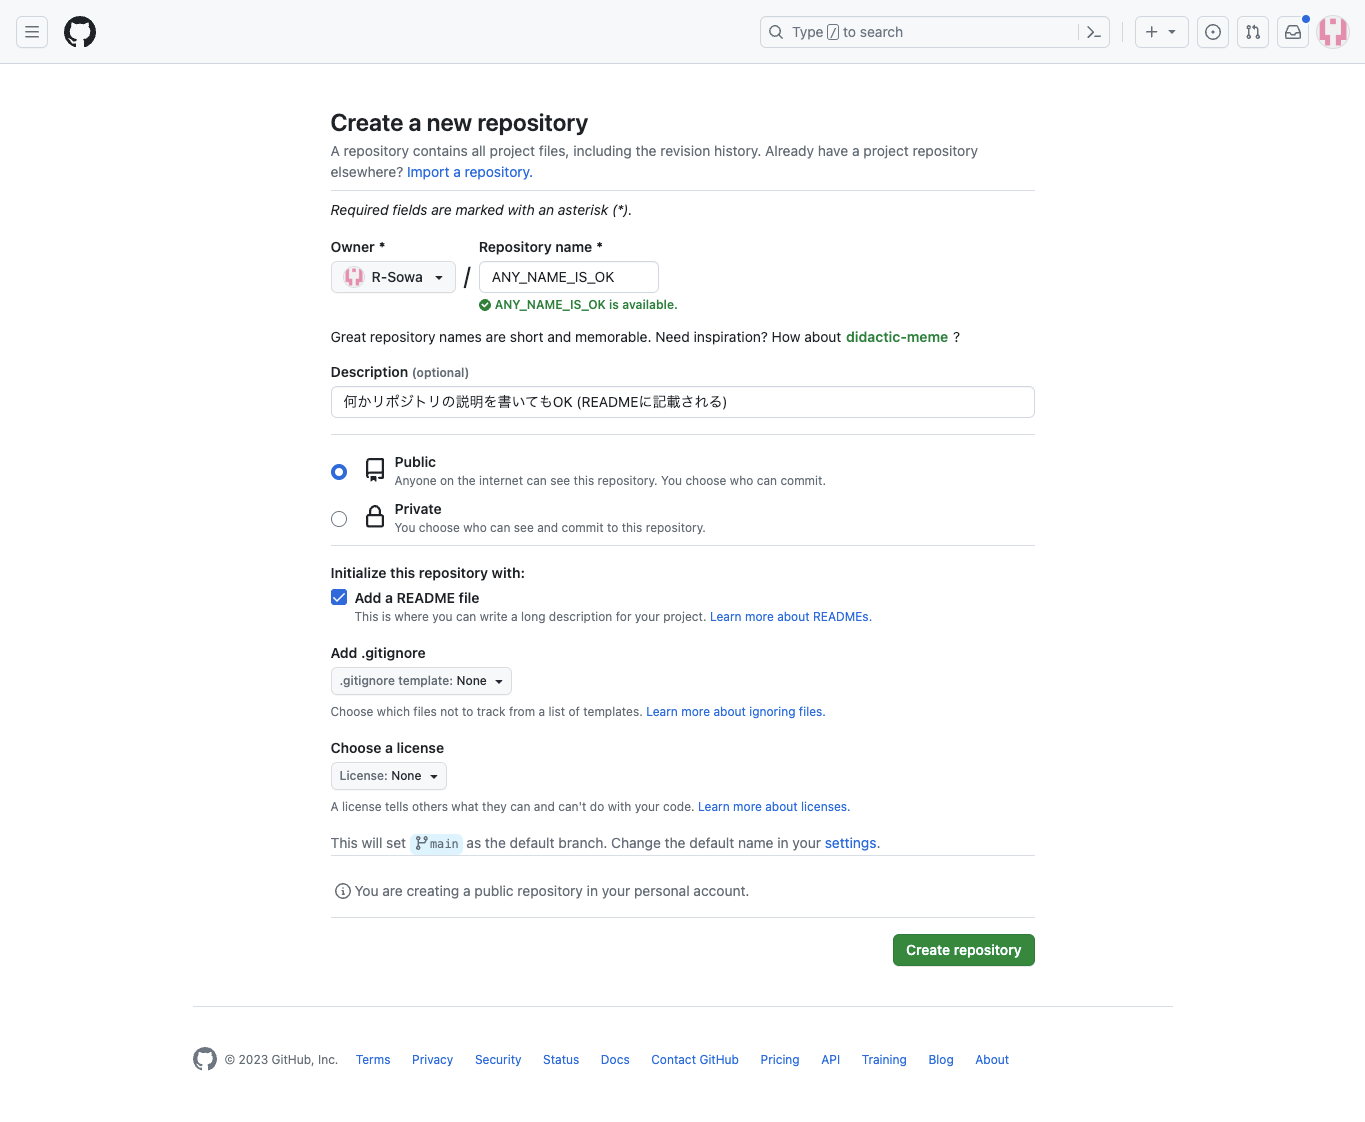 Type / to search
Create a new repository
A repository contains all project files, including the revision history. Already have a project repository
elsewhere? Import a repository.
Required fields are marked with an asterisk (*).
Owner * Repository name *
R-Sowa / ANY_NAME_IS_OK
ANY_NAME_IS_OK is available.
Great repository names are short and memorable. Need inspiration? How about didactic-meme ?
Description (optional)
何かリポジトリの説明を書いてもOK (READMEに記載される)
Public
Anyone on the internet can see this repository. You choose who can commit.
Private
You choose who can see and commit to this repository.
Initialize this repository with:
Add a README file
This is where you can write a long description for your project. Learn more about READMEs.
Add .gitignore
.gitignore template: None
Choose which files not to track from a list of templates. Learn more about ignoring files.
Choose a license
License: None
A license tells others what they can and can't do with your code. Learn more about licenses.
This will set main as the default branch. Change the default name in your settings.
You are creating a public repository in your personal account.
Create repository
© 2023 GitHub, Inc. Terms Privacy Security Status Docs Contact GitHub Pricing API Training Blog About